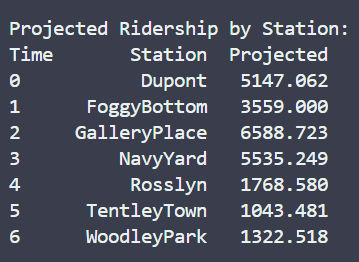 Projected Ridership by Station:
Time Station Projected
0 Dupont 5147.062
1 FoggyBottom 3559.000
2 GalleryPlace 6588.723
3 NavyYard 5535.249
4 Rosslyn 1768.580
5 TentleyTown 1043.481
6 WoodleyPark 1322.518